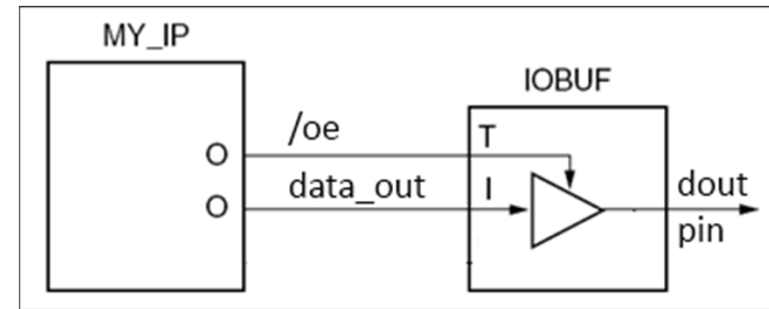 MY_IP
IOBUF
/oe
T
O
data_out
I
O
dout
pin